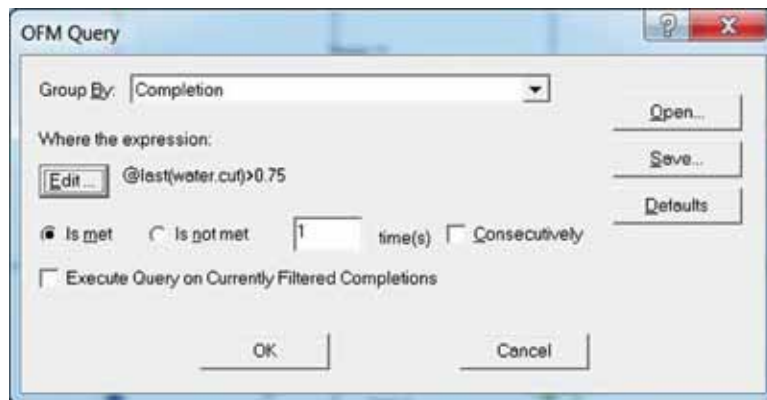 OFM Query
Group By: Completion
Open...
Where the expression:
Save...
Edit... @last(water.cut)>0.75
Defaults
Is met Is not met 1 time(s) Consecutively
Execute Query on Currently Filtered Completions
OK Cancel